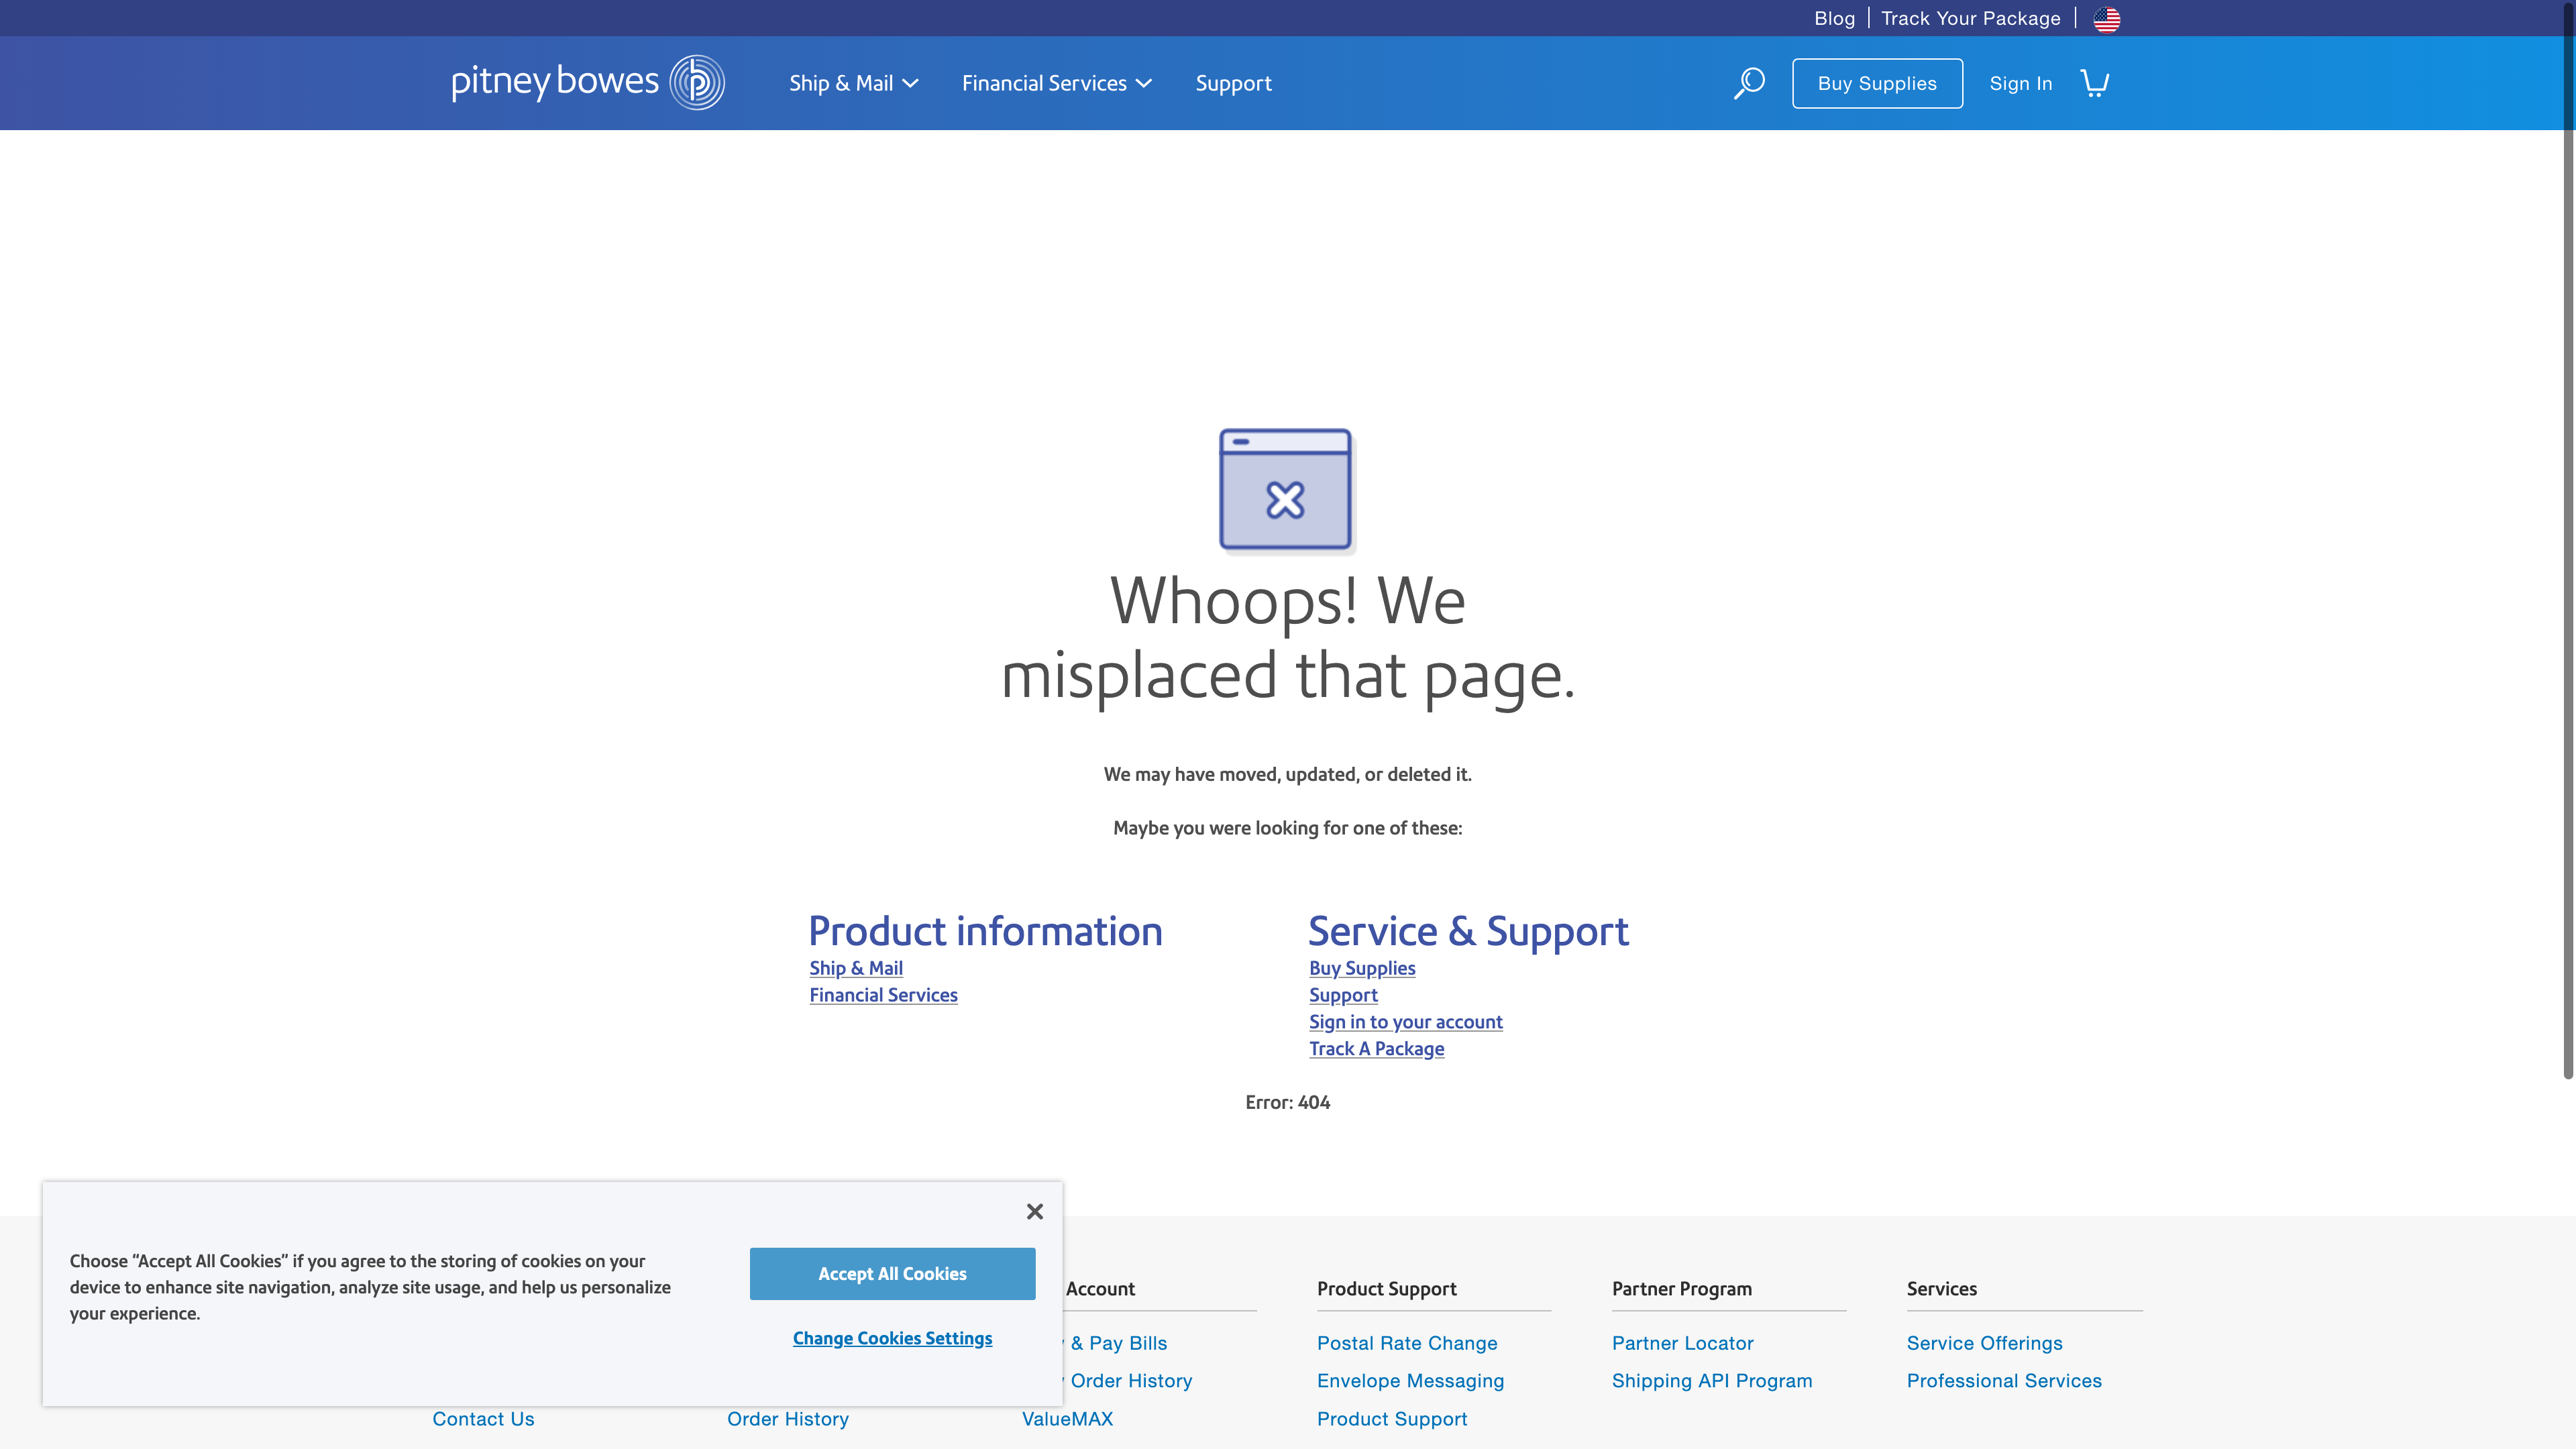 Blog
Track Your Package
pitney bowes
Ship & Mail
Financial Services
Support
Buy Supplies
Sign In
Whoops! We
misplaced that page.
We may have moved, updated, or deleted it.
Maybe you were looking for one of these:
Product information
Ship & Mail
Financial Services
Service & Support
Buy Supplies
Support
Sign in to your account
Track A Package
Error: 404
Choose “Accept All Cookies” if you agree to the storing of cookies on your
device to enhance site navigation, analyze site usage, and help us personalize
your experience.
Accept All Cookies
Change Cookies Settings
Contact Us
Order History
Account
& Pay Bills
Order History
ValueMAX
Product Support
Postal Rate Change
Envelope Messaging
Product Support
Partner Program
Partner Locator
Shipping API Program
Services
Service Offerings
Professional Services